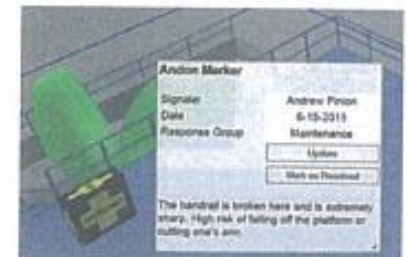 Andon Marker
Signaler Andrew Pinion
Date 6-15-2015
Response Group Maintenance
Update
Mark as Resolved
The handrail is broken here and is extremely
sharp. High risk of falling off the platform or
cutting one's arm.